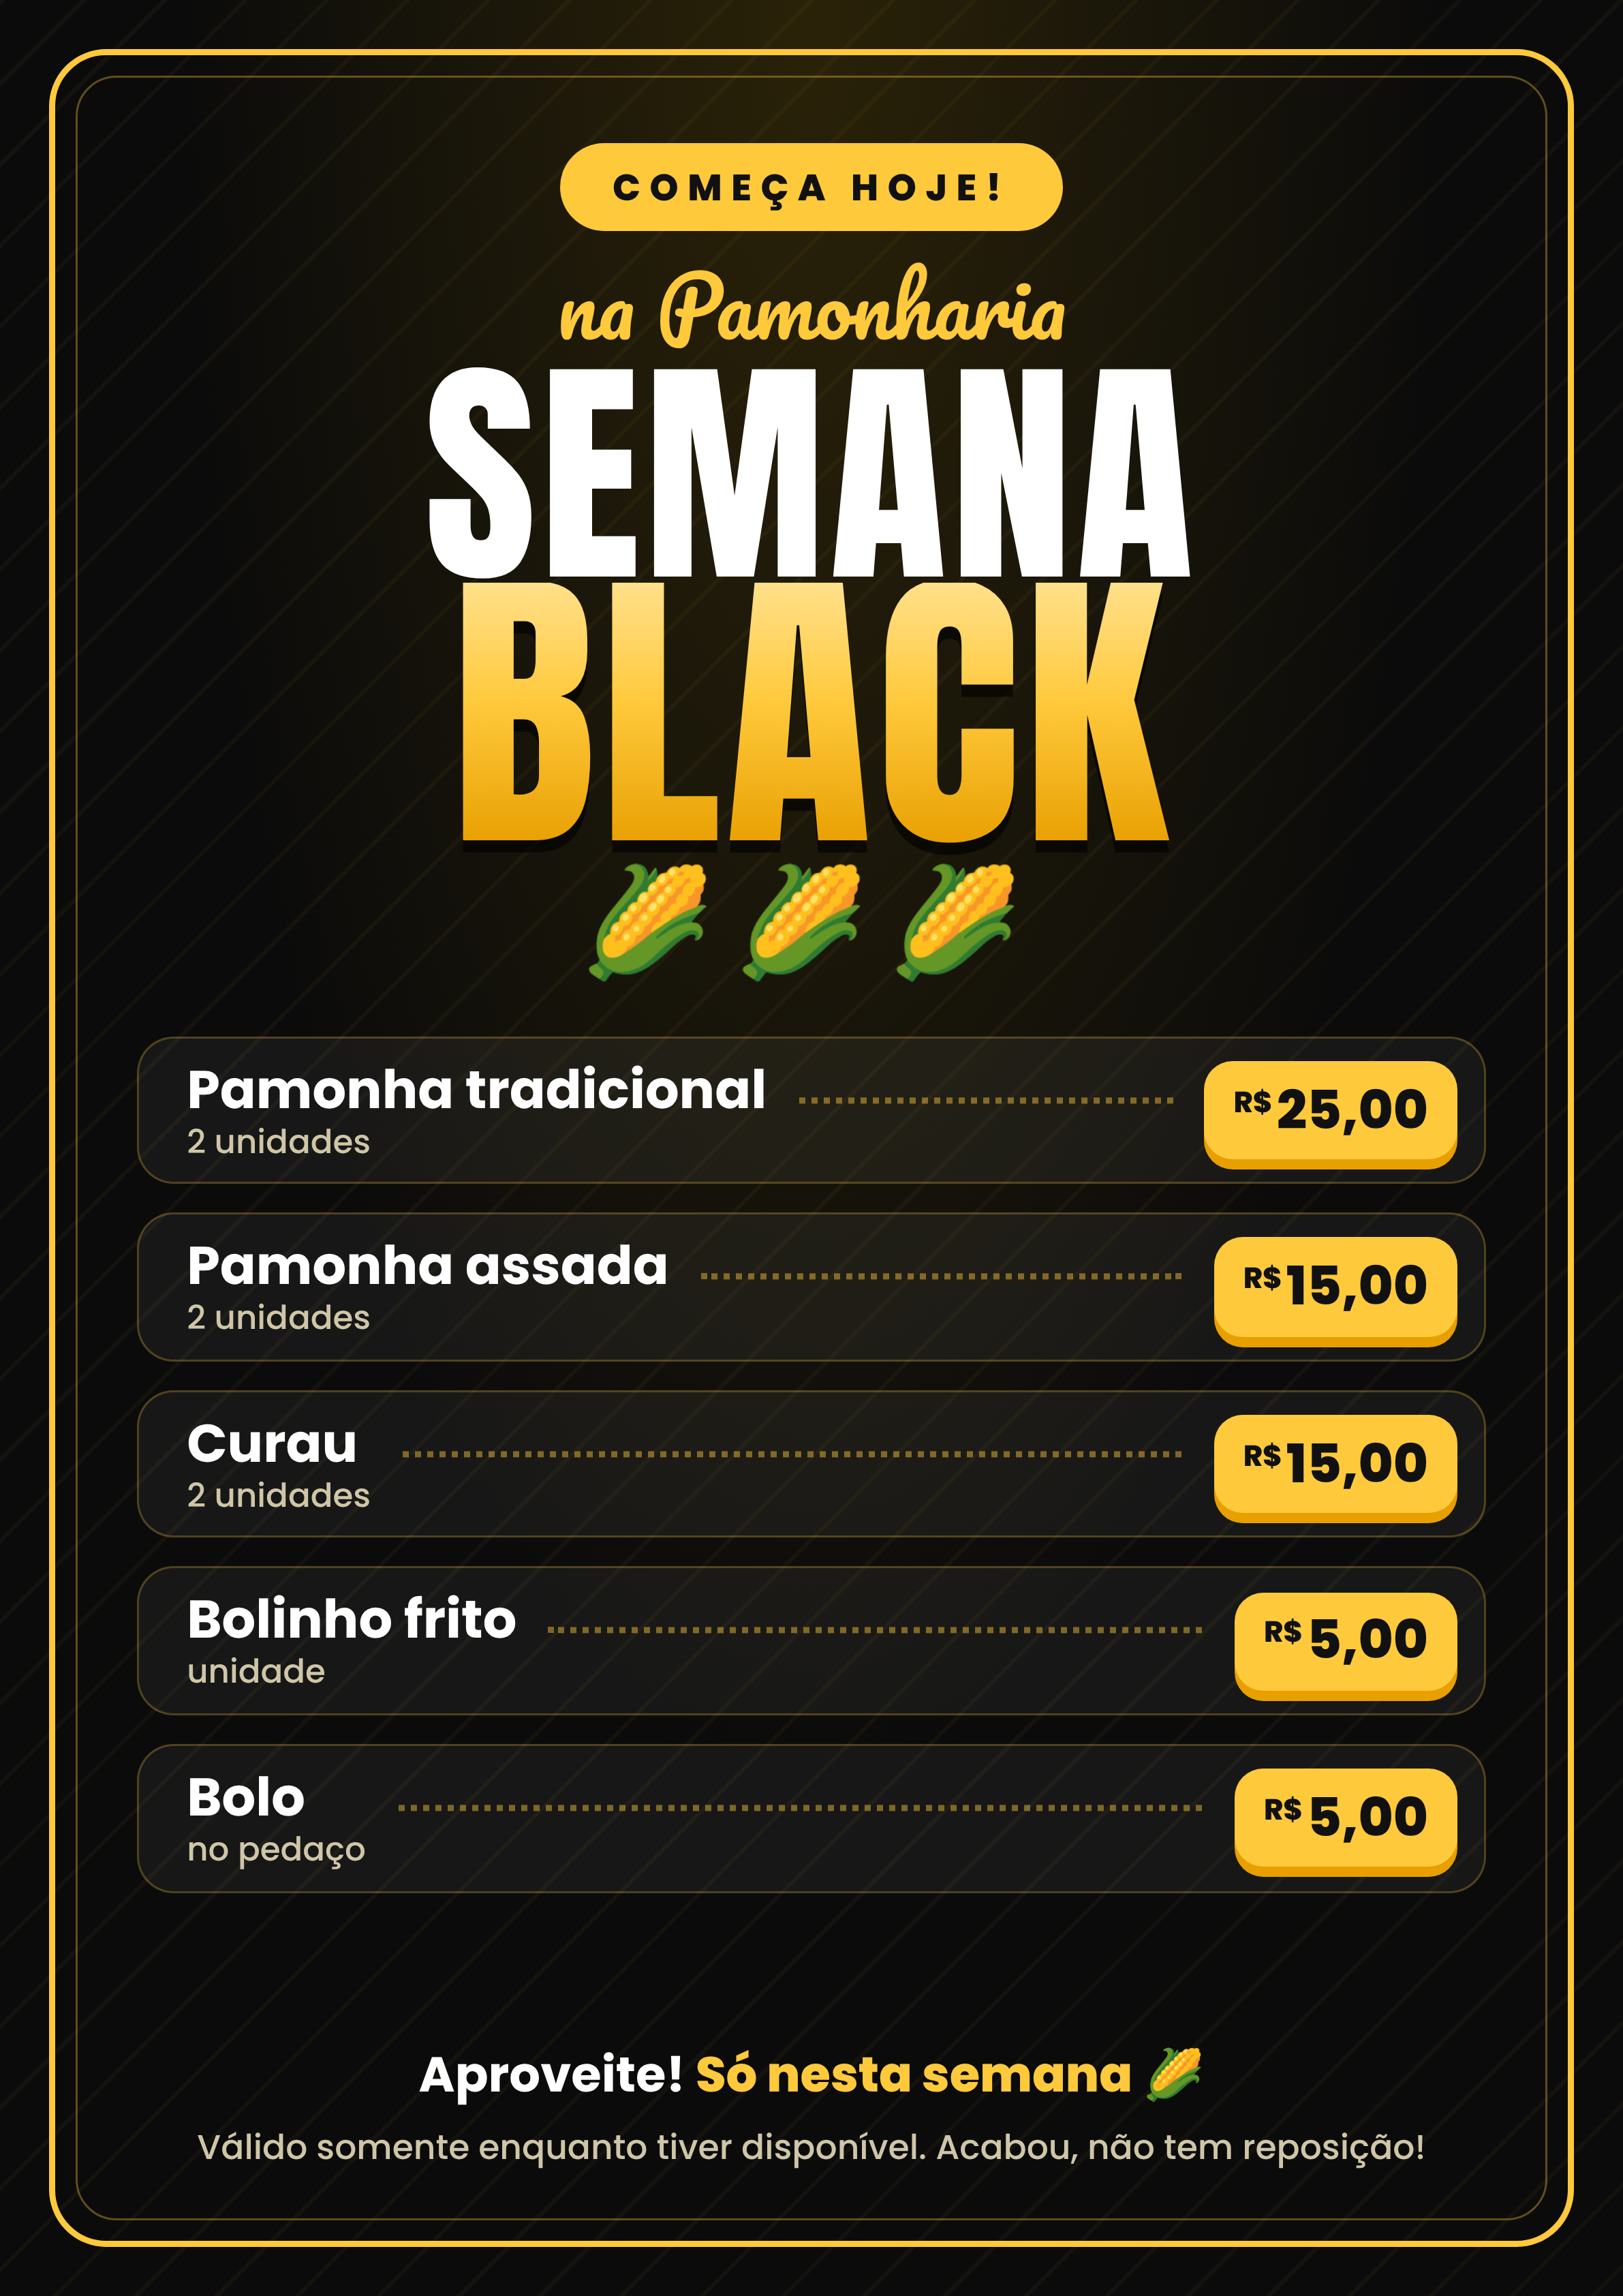 COMEÇA HOJE!
na Pamonharia
SEMANA
BLACK
Pamonha tradicional R$25,00
2 unidades
Pamonha assada R$15,00
2 unidades
Curau R$15,00
2 unidades
Bolinho frito R$5,00
unidade
Bolo R$5,00
no pedaço
Aproveite! Só nesta semana 🌽
Válido somente enquanto tiver disponível. Acabou, não tem reposição!